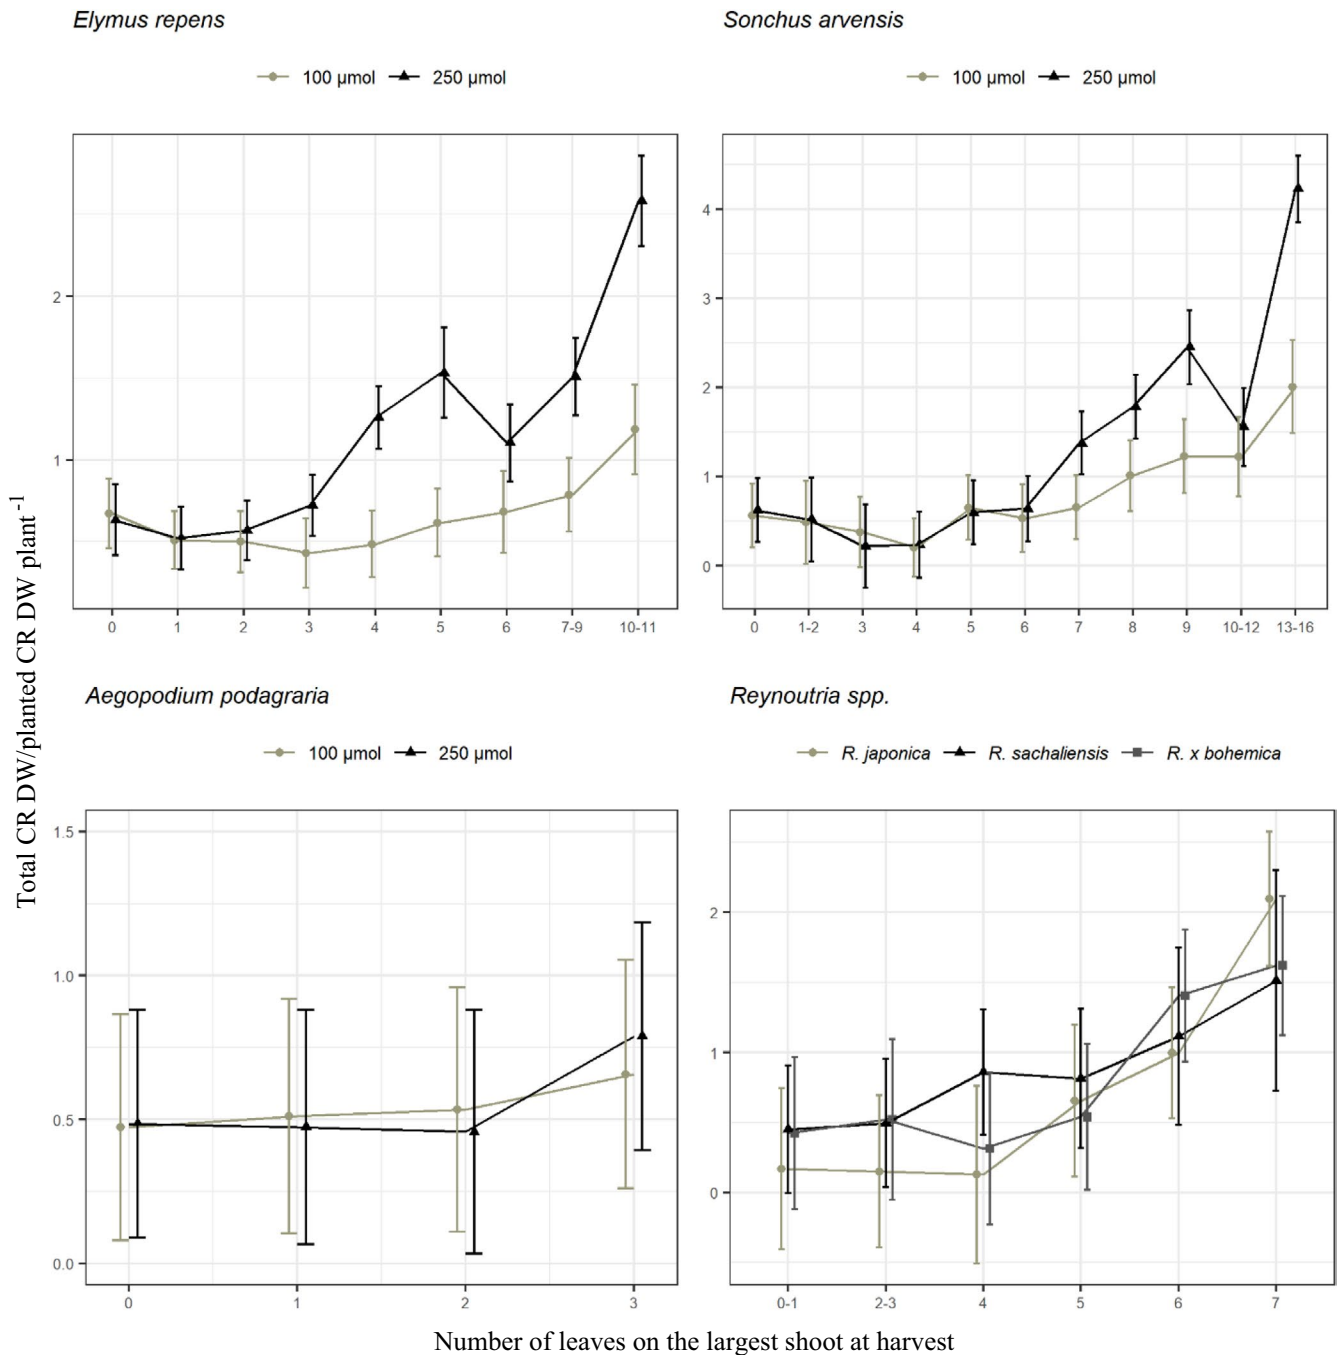 Elymus repens
100 µmol 250 µmol
2
1
0 1 2 3 4 5 6 7-9 10-11
Sonchus arvensis
100 µmol 250 µmol
4
3
2
1
0
0 1-2 3 4 5 6 7 8 9 10-12 13-16
Total CR DW/planted CR DW plant⁻¹
Aegopodium podagraria
100 µmol 250 µmol
1.5
1.0
0.5
0.0
0 1 2 3
Reynoutria spp.
R. japonica R. sachaliensis R. x bohemica
2
1
0
0-1 2-3 4 5 6 7
Number of leaves on the largest shoot at harvest